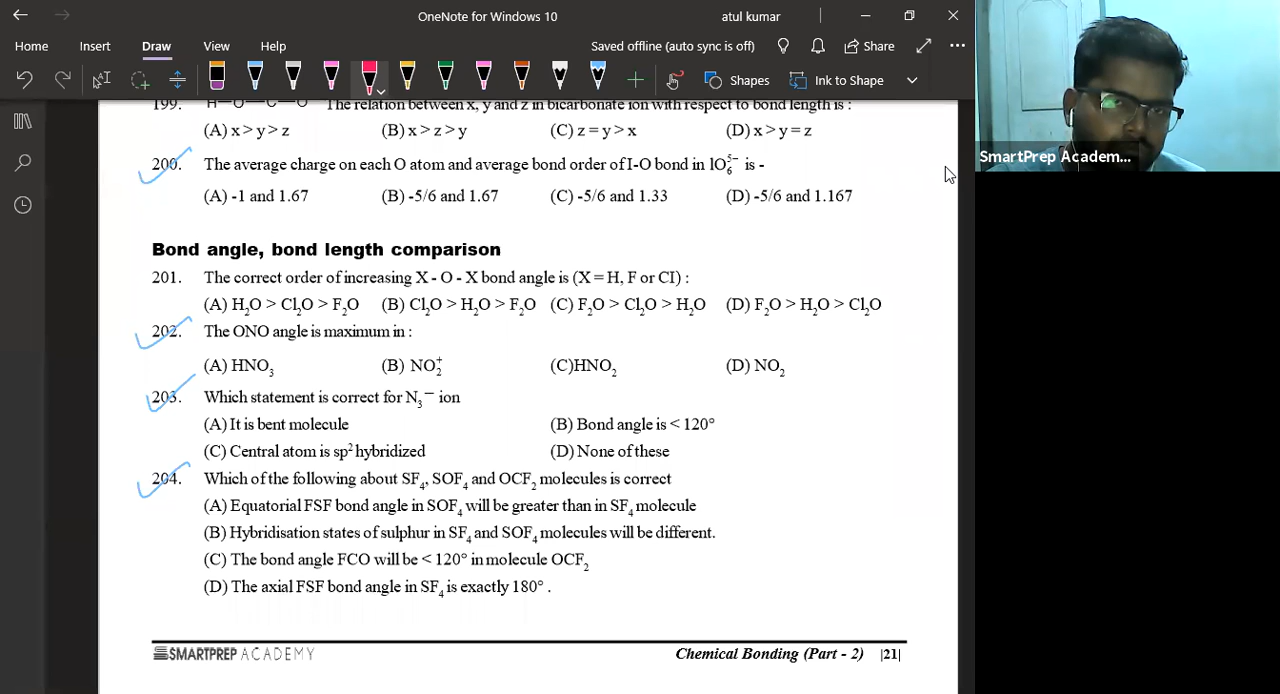 OneNote for Windows 10
atul kumar
Home Insert Draw View Help
Saved offline (auto sync is off)
Share
Shapes
Ink to Shape
SmartPrep Academ...
199. H—O—C—O The relation between x, y and z in bicarbonate ion with respect to bond length is :
(A) x > y > z (B) x > z > y (C) z = y > x (D) x > y = z
200. The average charge on each O atom and average bond order of I-O bond in lO₆⁵⁻ is -
(A) -1 and 1.67 (B) -5/6 and 1.67 (C) -5/6 and 1.33 (D) -5/6 and 1.167
Bond angle, bond length comparison
201. The correct order of increasing X - O - X bond angle is (X = H, F or CI) :
(A) H₂O > Cl₂O > F₂O (B) Cl₂O > H₂O > F₂O (C) F₂O > Cl₂O > H₂O (D) F₂O > H₂O > Cl₂O
202. The ONO angle is maximum in :
(A) HNO₃ (B) NO₂⁺ (C)HNO₂ (D) NO₂
203. Which statement is correct for N₃⁻ ion
(A) It is bent molecule (B) Bond angle is < 120°
(C) Central atom is sp² hybridized (D) None of these
204. Which of the following about SF₄, SOF₄ and OCF₂ molecules is correct
(A) Equatorial FSF bond angle in SOF₄ will be greater than in SF₄ molecule
(B) Hybridisation states of sulphur in SF₄ and SOF₄ molecules will be different.
(C) The bond angle FCO will be < 120° in molecule OCF₂
(D) The axial FSF bond angle in SF₄ is exactly 180° .
SMARTPREP ACADEMY
Chemical Bonding (Part - 2) |21|